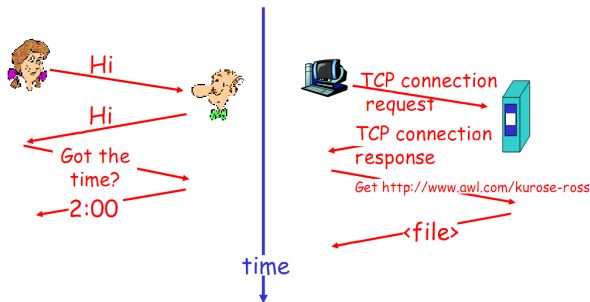 Hi
Hi
Got the
time?
2:00
TCP connection
request
TCP connection
response
Get http://www.awl.com/kurose-ross
<file>
time